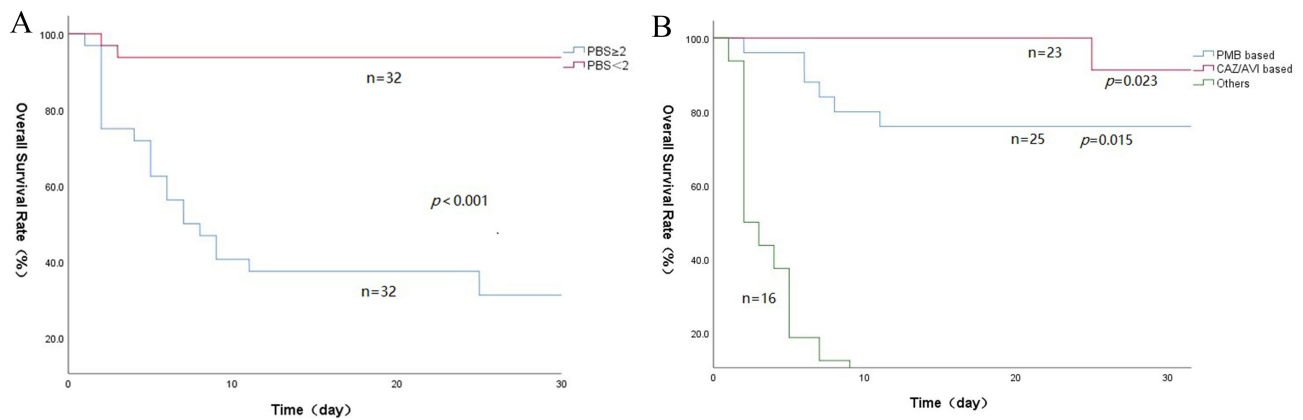 A
100.0
80.0
60.0
40.0
20.0
Overall Survival Rate（%）
0
10
20
30
Time（day）
PBS≥2
PBS＜2
n=32
p<0.001
n=32
B
100.0
80.0
60.0
40.0
20.0
Overall Survival Rate（%）
0
10
20
30
Time（day）
PMB based
CAZ/AVI based
Others
n=23
p=0.023
n=25
p=0.015
n=16